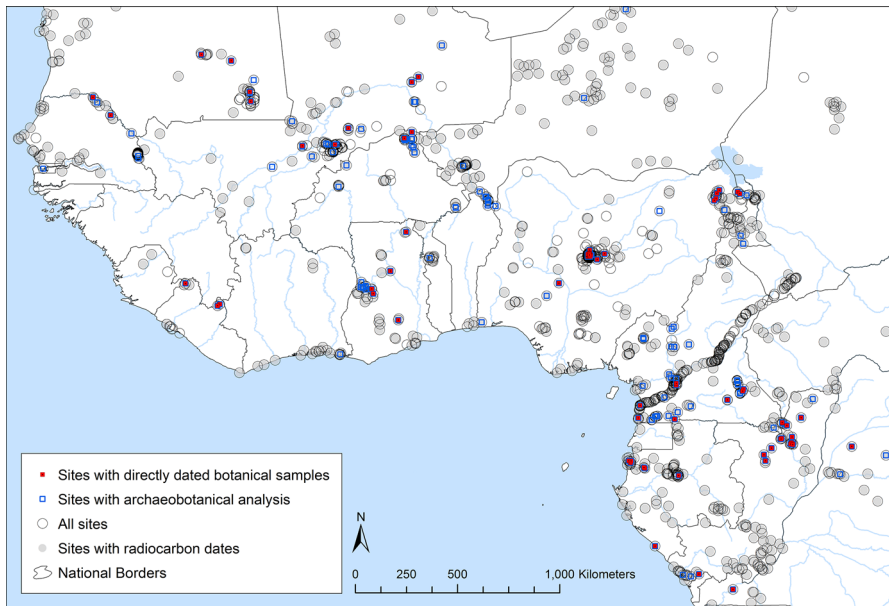 Sites with directly dated botanical samples
Sites with archaeobotanical analysis
All sites
Sites with radiocarbon dates
National Borders
N
0 250 500 1,000 Kilometers